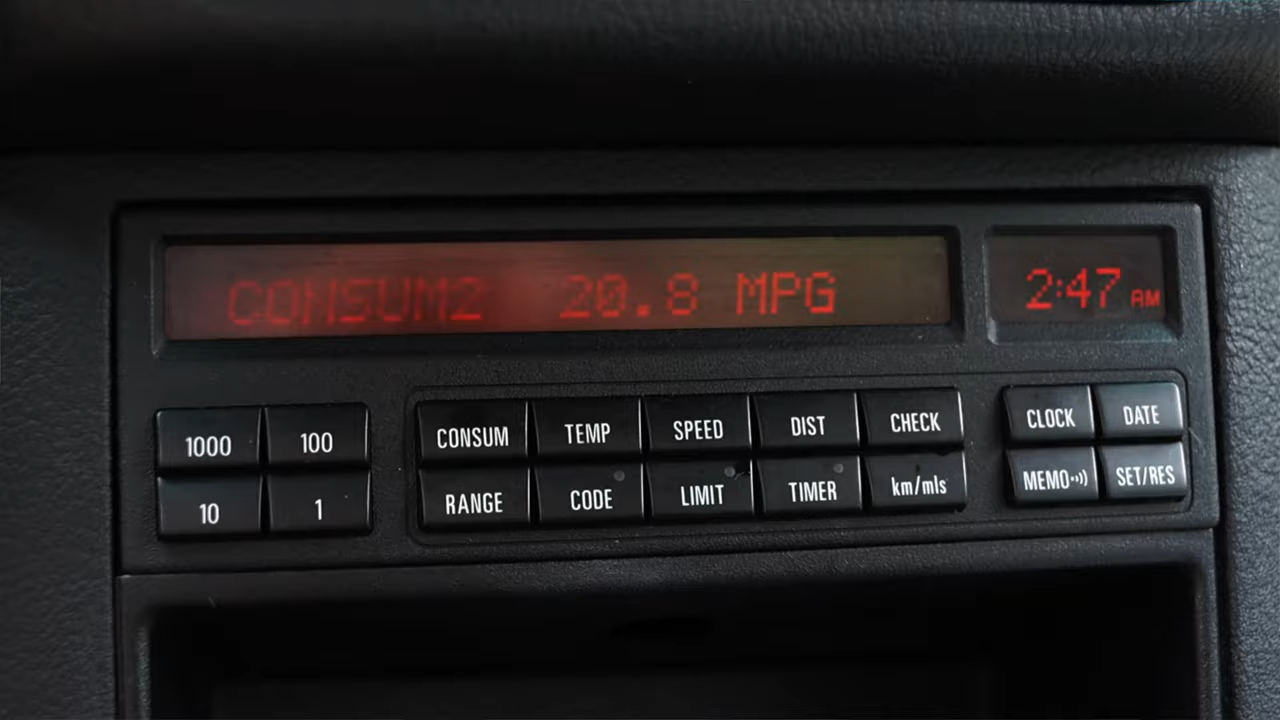 CONSUM2 20.8 MPG
2:47 AM
1000 100
CONSUM TEMP SPEED DIST CHECK
CLOCK DATE
10 1
RANGE CODE LIMIT TIMER km/mls
MEMO•)) SET/RES